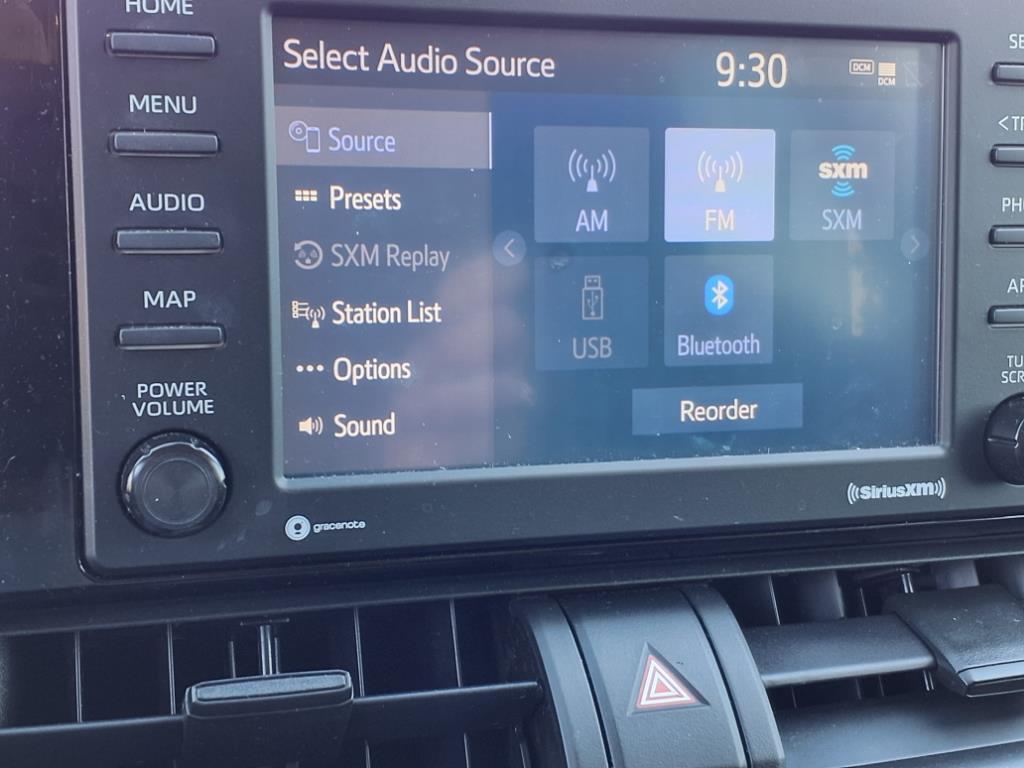 HOME
MENU
AUDIO
MAP
POWER
VOLUME
Select Audio Source
9:30
DCM
DCM
Source
Presets
SXM Replay
Station List
Options
Sound
AM
FM
sxm
SXM
USB
Bluetooth
Reorder
gracenote
SiriusXM